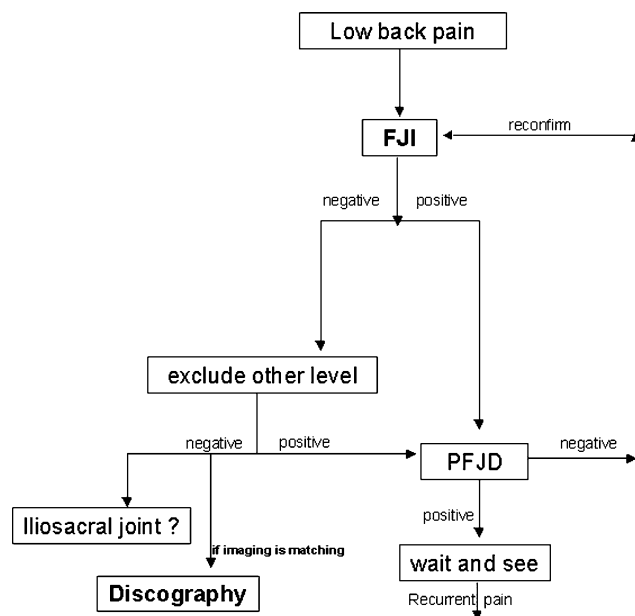 Low back pain
FJI
reconfirm
negative positive
exclude other level
negative positive
PFJD
negative
Iliosacral joint ?
if imaging is matching
positive
Discography
wait and see
Recurrent pain